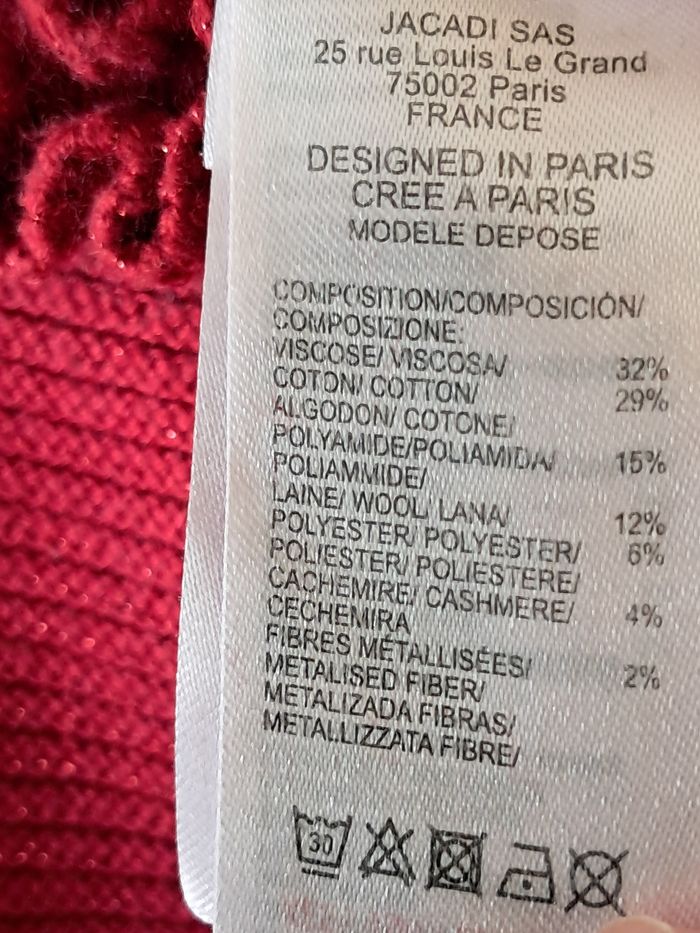 JACADI SAS
25 rue Louis Le Grand
75002 Paris
FRANCE
DESIGNED IN PARIS
CREE A PARIS
MODELE DEPOSE
COMPOSITION/COMPOSICIÓN/
COMPOSIZIONE:
VISCOSE/ VISCOSA/ 32%
COTON/ COTTON/ 29%
ALGODON/ COTONE/
POLYAMIDE/POLIAMIDA/ 15%
POLIAMMIDE/
LAINE/ WOOL/ LANA/ 12%
POLYESTER/ POLYESTER/ 6%
POLIESTER/ POLIESTERE/
CACHEMIRE/ CASHMERE/ 4%
CECHEMIRA
FIBRES MÉTALLISÉES/ 2%
METALISED FIBER/
METALIZADA FIBRAS/
METALLIZZATA FIBRE/
30